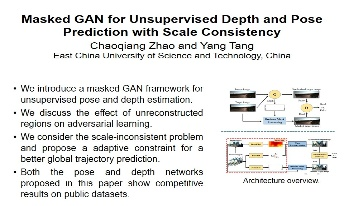 Masked GAN for Unsupervised Depth and Pose
Prediction with Scale Consistency
Chaoqiang Zhao and Yang Tang
East China University of Science and Technology, China
• We introduce a masked GAN framework for
unsupervised pose and depth estimation.
• We discuss the effect of unreconstructed
regions on adversarial learning.
• We consider the scale-inconsistent problem
and propose a adaptive constraint for a
better global trajectory prediction.
• Both the pose and depth networks
proposed in this paper show competitive
results on public datasets.
Architecture overview.